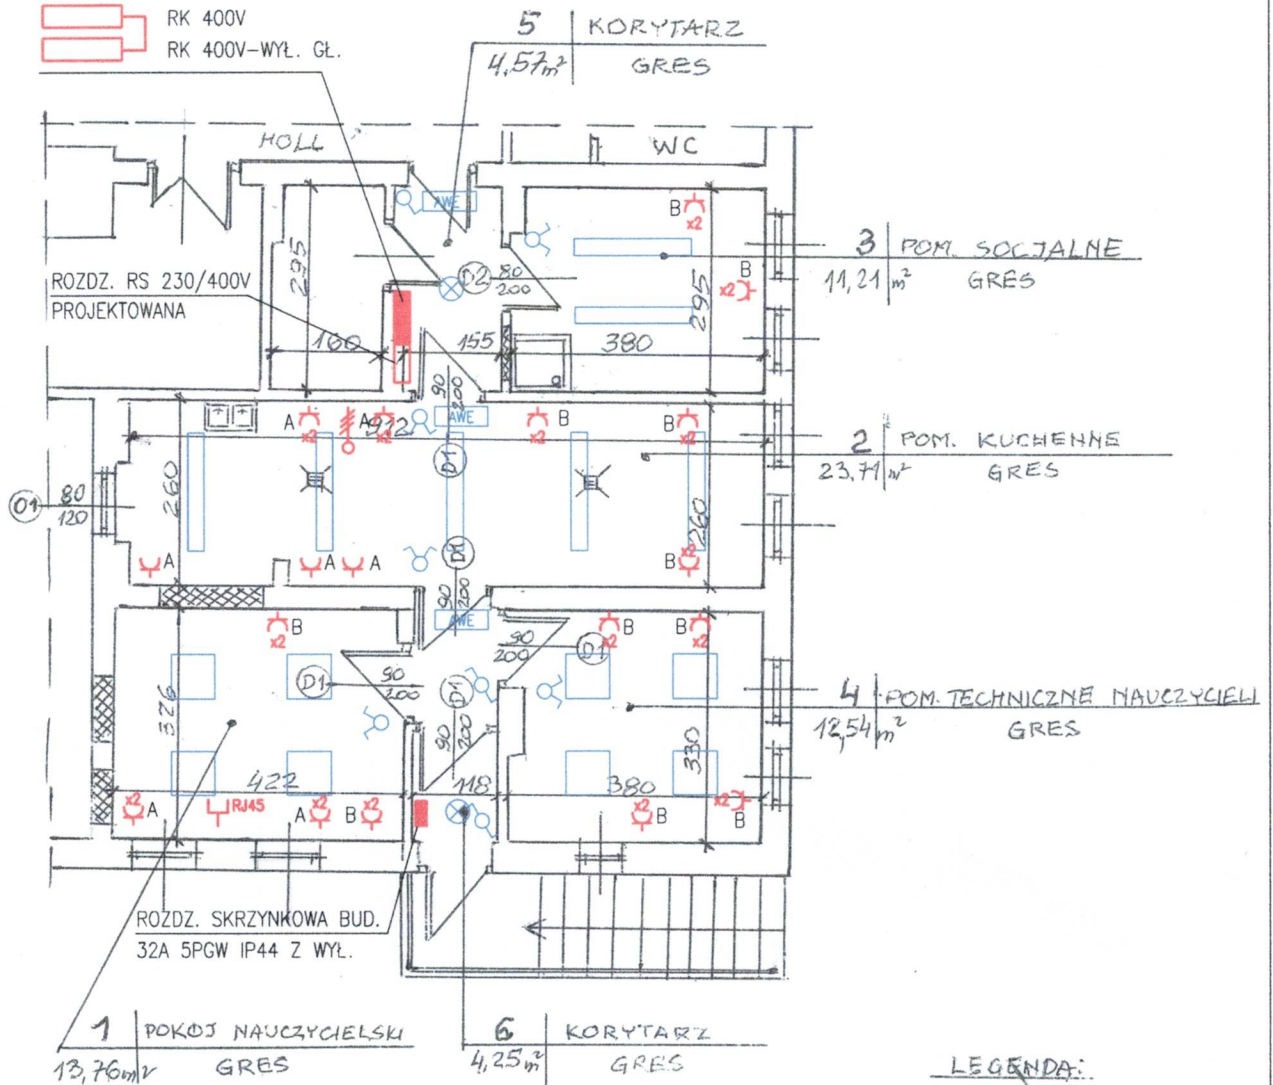 RK 400V
RK 400V-WYŁ. GŁ.
5 KORYTARZ
4,57m² GRES
HOLL
WC
AWE
B
x2
3 POM. SOCJALNE
11,21 m² GRES
ROZDZ. RS 230/400V
PROJEKTOWANA
295
D2 80
200
B
x2
295
160
155
380
90
200
A
x2
A
x2
912
AWE
B
x2
B
x2
D1
2 POM. KUCHENNE
23,71 m² GRES
O1 80
120
260
260
A
A
A
D1
x2
B
90
200
AWE
B
x2
B
x2
B
x2
90
200
D1
D1 90
200
D1
90
200
4 POM. TECHNICZNE NAUCZYCIELI
12,54 m² GRES
326
330
422
118
380
x2
A
RJ45
A
x2
B
x2
x2
B
x2
B
ROZDZ. SKRZYNKOWA BUD.
32A 5PGW IP44 Z WYŁ.
1 POKÓJ NAUCZYCIELSKI
13,76m² GRES
6 KORYTARZ
4,25m² GRES
LEGENDA: